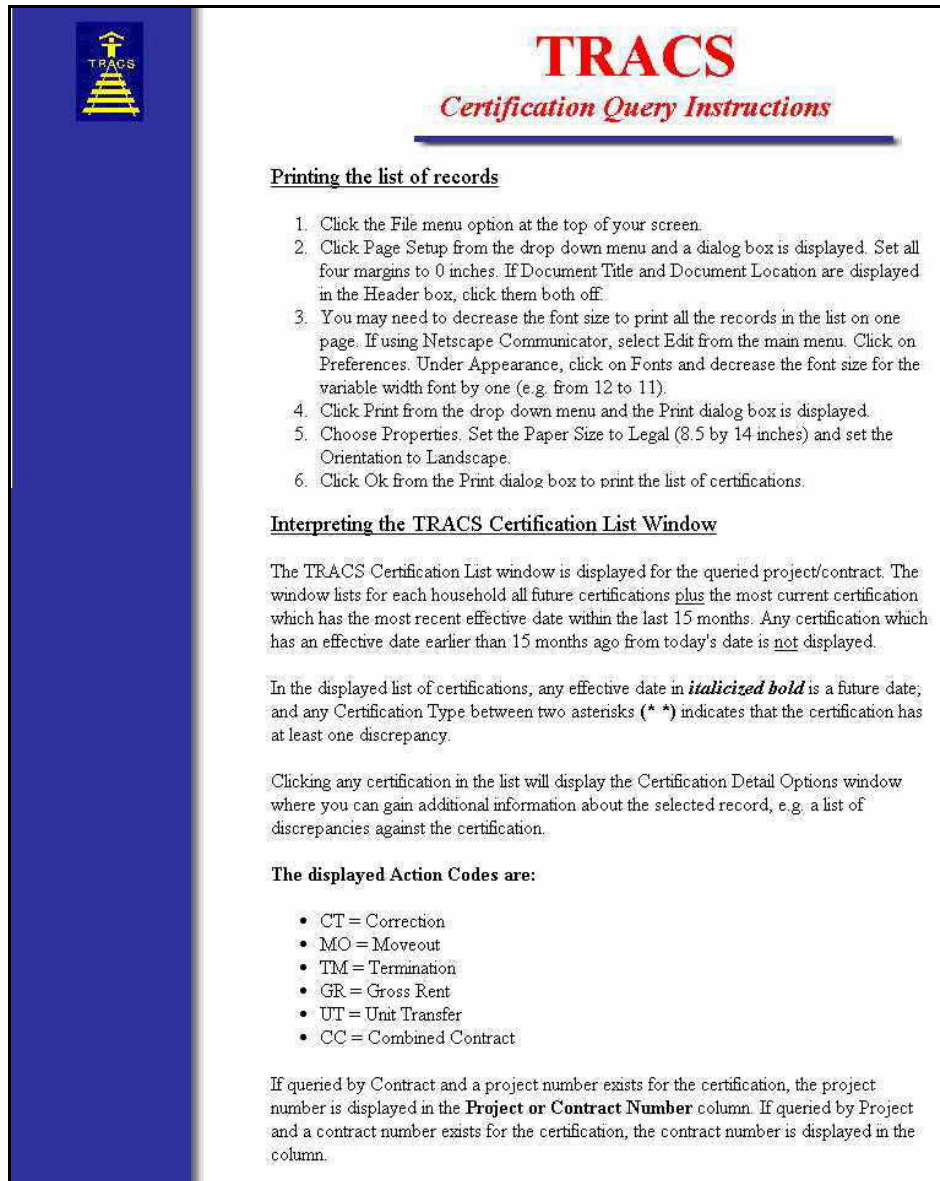 TRACS
TRACS
Certification Query Instructions
Printing the list of records
1. Click the File menu option at the top of your screen.
2. Click Page Setup from the drop down menu and a dialog box is displayed. Set all
four margins to 0 inches. If Document Title and Document Location are displayed
in the Header box, click them both off.
3. You may need to decrease the font size to print all the records in the list on one
page. If using Netscape Communicator, select Edit from the main menu. Click on
Preferences. Under Appearance, click on Fonts and decrease the font size for the
variable width font by one (e.g. from 12 to 11).
4. Click Print from the drop down menu and the Print dialog box is displayed.
5. Choose Properties. Set the Paper Size to Legal (8.5 by 14 inches) and set the
Orientation to Landscape.
6. Click Ok from the Print dialog box to print the list of certifications.
Interpreting the TRACS Certification List Window
The TRACS Certification List window is displayed for the queried project/contract. The
window lists for each household all future certifications plus the most current certification
which has the most recent effective date within the last 15 months. Any certification which
has an effective date earlier than 15 months ago from today's date is not displayed.
In the displayed list of certifications, any effective date in italicized bold is a future date;
and any Certification Type between two asterisks (* *) indicates that the certification has
at least one discrepancy.
Clicking any certification in the list will display the Certification Detail Options window
where you can gain additional information about the selected record, e.g. a list of
discrepancies against the certification.
The displayed Action Codes are:
• CT = Correction
• MO = Moveout
• TM = Termination
• GR = Gross Rent
• UT = Unit Transfer
• CC = Combined Contract
If queried by Contract and a project number exists for the certification, the project
number is displayed in the Project or Contract Number column. If queried by Project
and a contract number exists for the certification, the contract number is displayed in the
column.